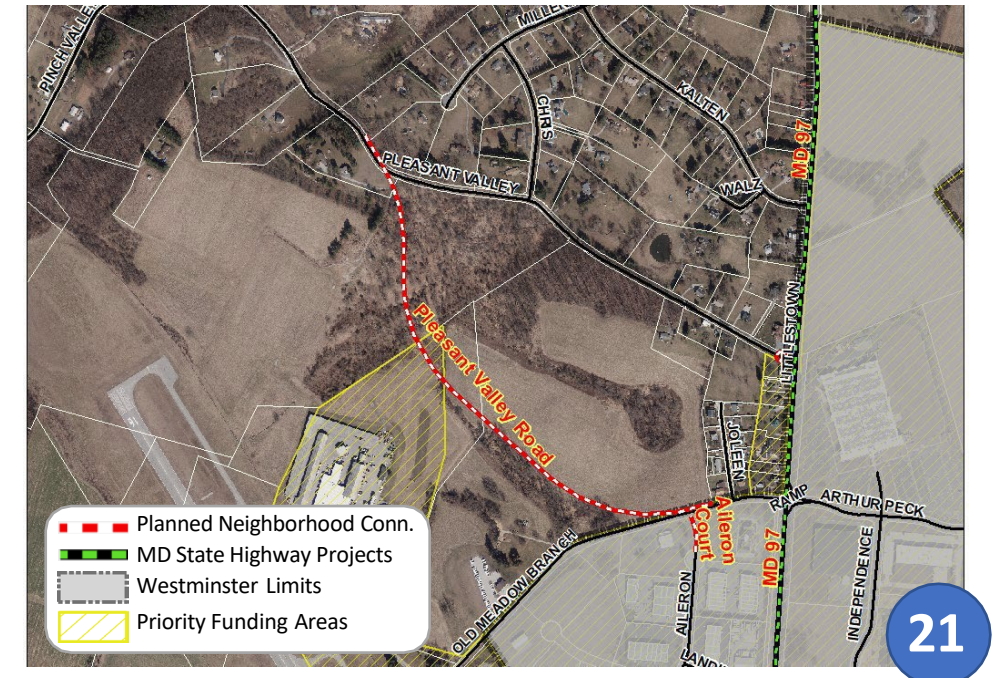 PINCH VALLEY
MILLER
CHRIS
KALTEN
MD 97
PLEASANT VALLEY
WALZ
LITTLESTOWN
Pleasant Valley Road
JOLEEN
RAMP
ARTHUR PECK
Aileron
Court
MD 97
OLD MEADOW BRANCH
AILERON
INDEPENDENCE
Planned Neighborhood Conn.
MD State Highway Projects
Westminster Limits
Priority Funding Areas
21